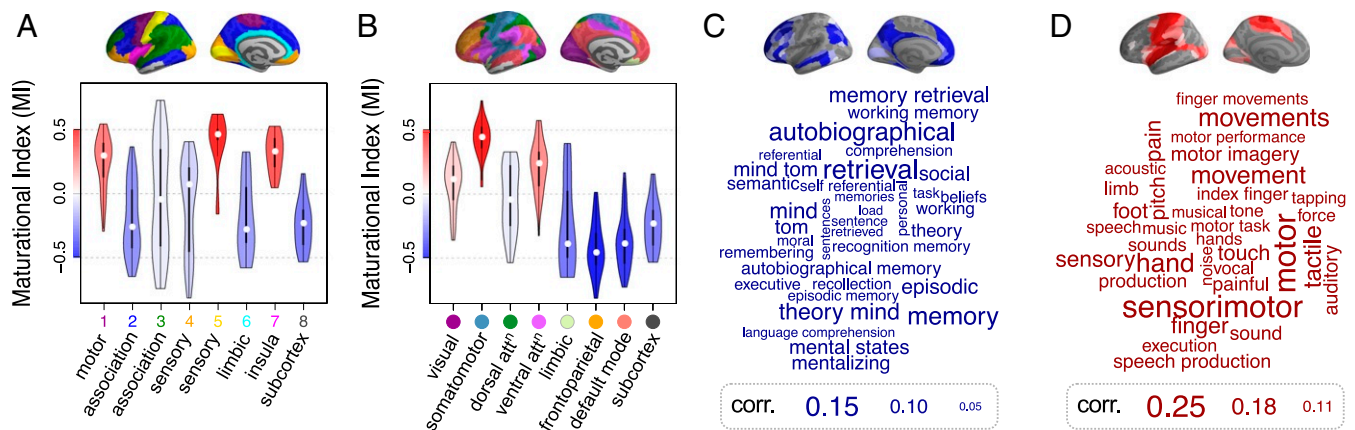 A
Maturational Index (MI)
0.5
0.0
−0.5
1 2 3 4 5 6 7 8
motor
association
association
sensory
sensory
limbic
insula
subcortex
B
Maturational Index (MI)
0.5
0.0
−0.5
visual
somatomotor
dorsal attⁿ
ventral attⁿ
limbic
frontoparietal
default mode
subcortex
C
memory retrieval
working memory
autobiographical
referential
comprehension
mind tom
retrieval
social
semantic
self referential
task
beliefs
memories
personal
mind
sentences
load
working
sentence
tom
retrieved
theory
moral
remembering
recognition memory
autobiographical memory
executive
recollection
episodic
episodic memory
theory mind
memory
language comprehension
mental states
mentalizing
corr. 0.15 0.10 0.05
D
finger movements
movements
pain
motor performance
motor imagery
acoustic
pitch
movement
limb
index finger
tapping
foot
musical
tone
force
speech
music
motor task
motor
tactile
auditory
sounds
hands
sensory
hand
noise
touch
vocal
production
painful
sensorimotor
finger
sound
execution
speech production
corr. 0.25 0.18 0.11